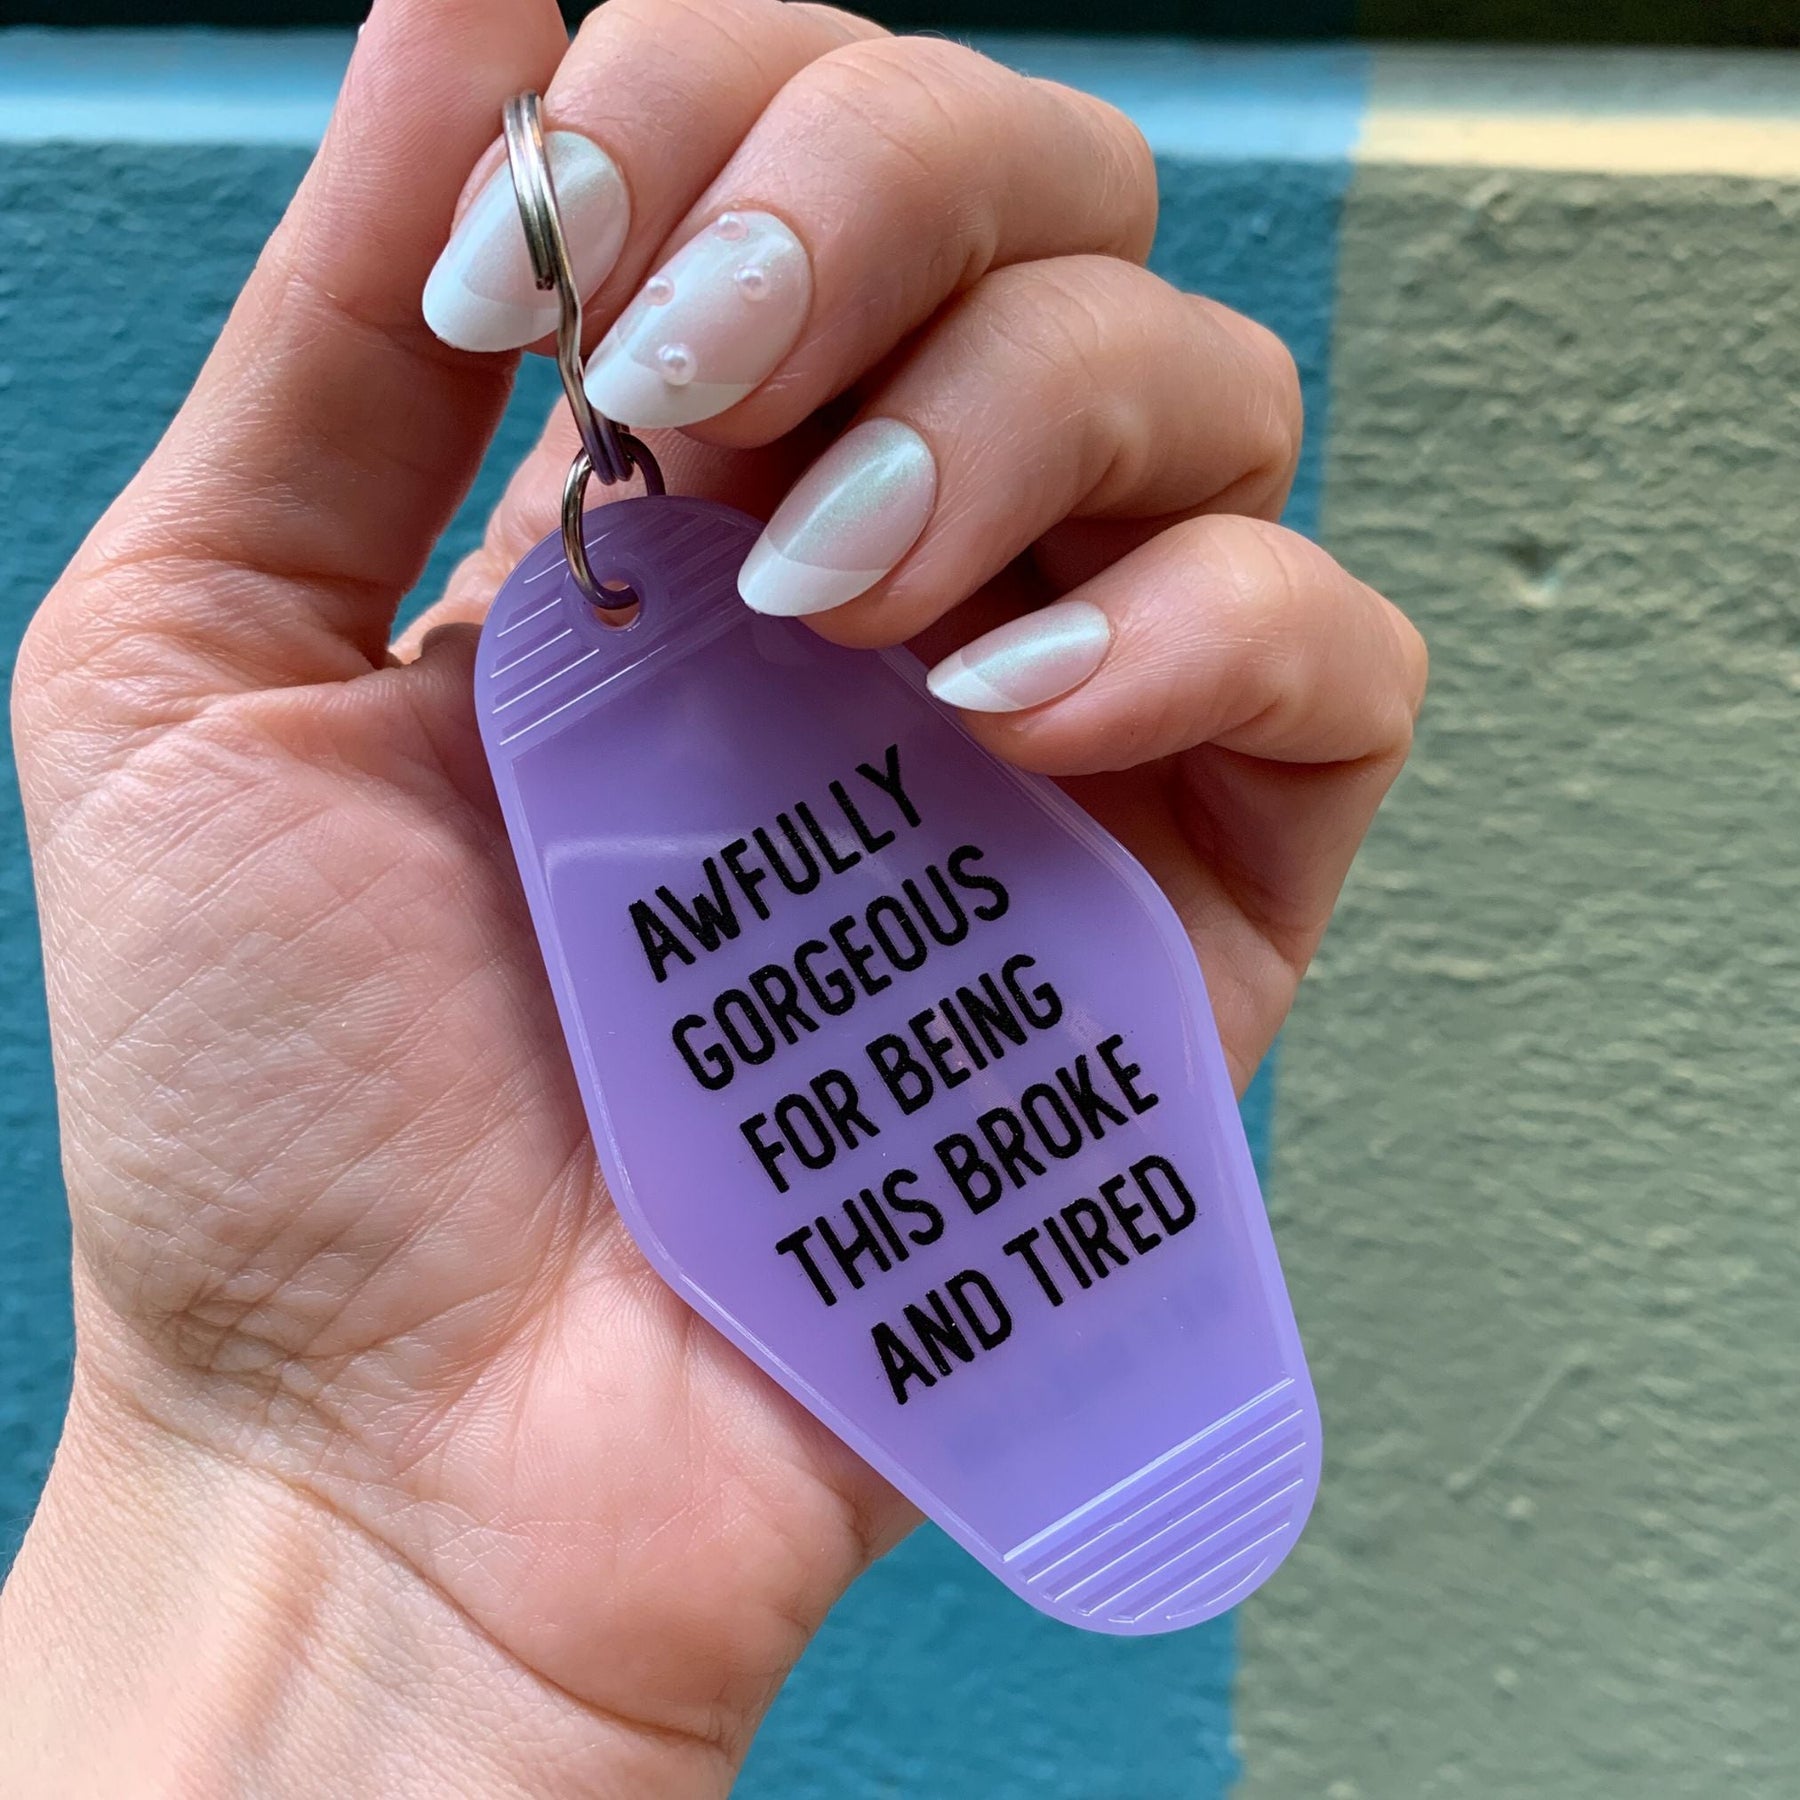 AWFULLY
GORGEOUS
FOR BEING
THIS BROKE
AND TIRED